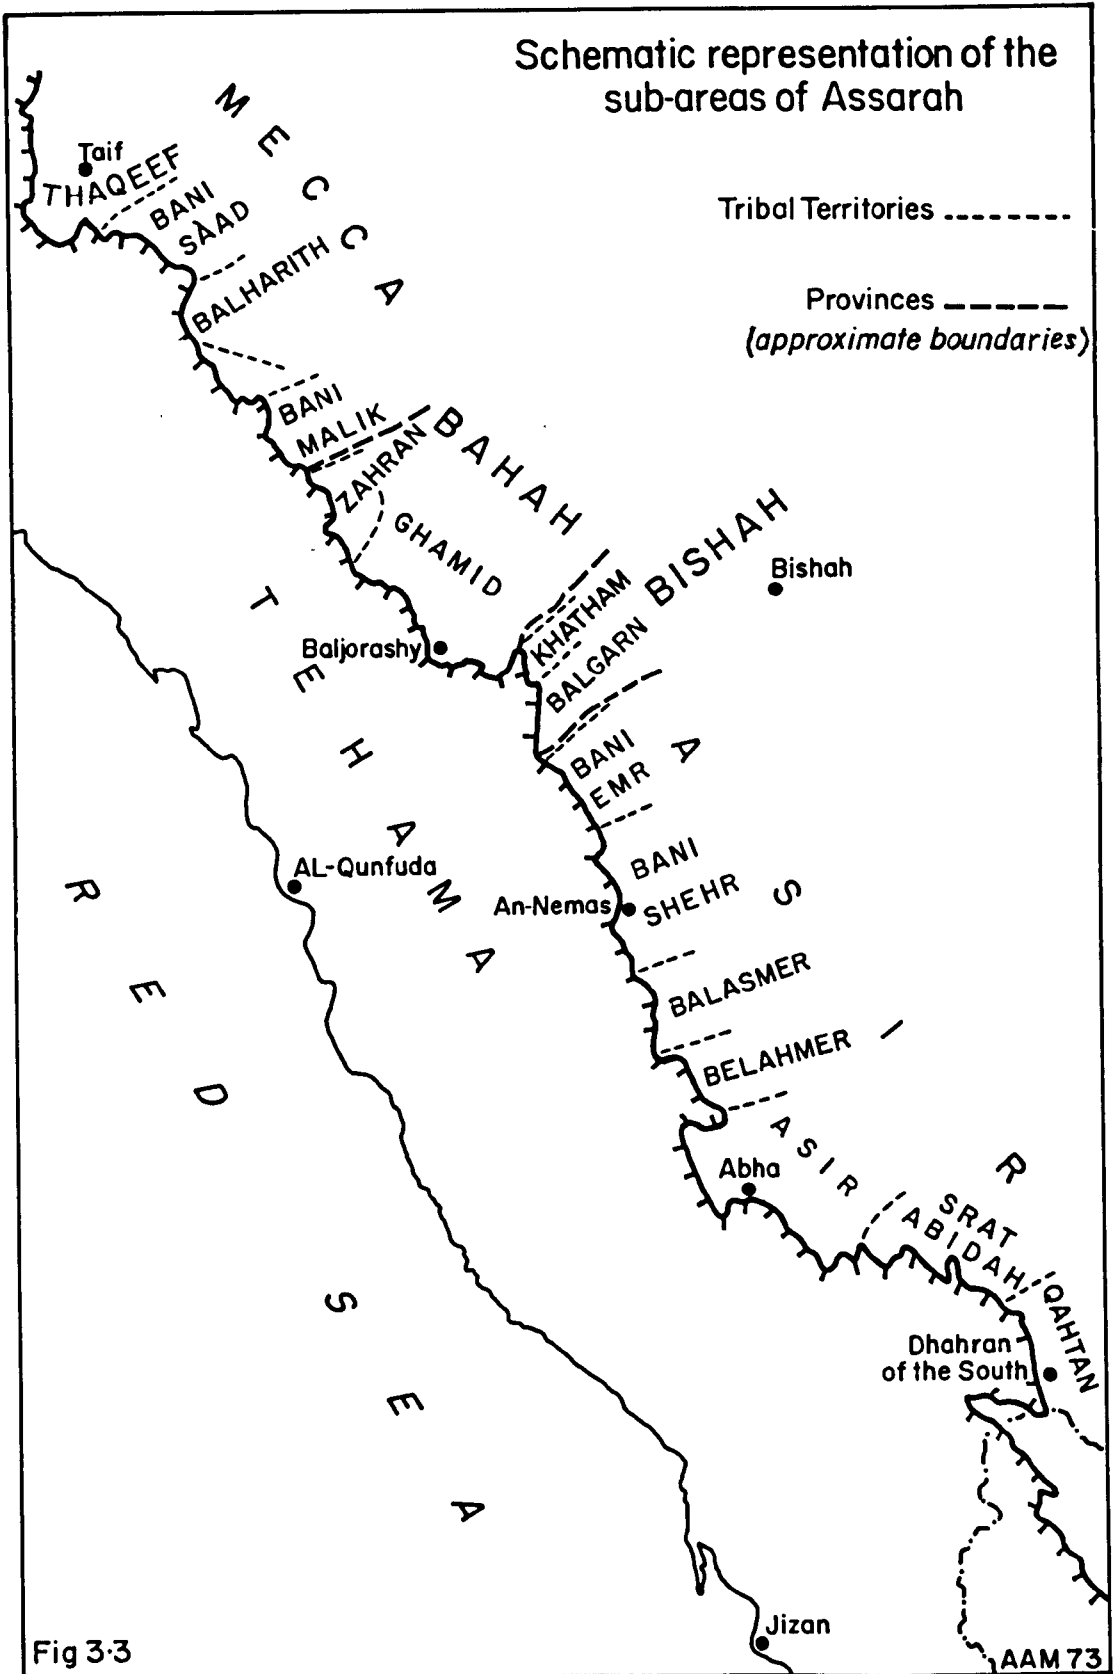 Schematic representation of the
sub-areas of Assarah
Tribal Territories
Provinces
(approximate boundaries)
MECCA
Taif
THAQEEF
BANI
SAAD
BALHARITH
BANI
MALIK
BAHAH
ZAHRAN
GHAMID
BISHAH
Bishah
KHATHAM
BALGARN
Baljorashy
TEHAMA
ASIR
BANI
EMR
BANI
SHEHR
An-Nemas
AL-Qunfuda
RED SEA
BALASMER
BELAHMER
ASIR
Abha
SRAT
ABIDAH
QAHTAN
Dhahran
of the South
Jizan
Fig 3·3
AAM 73